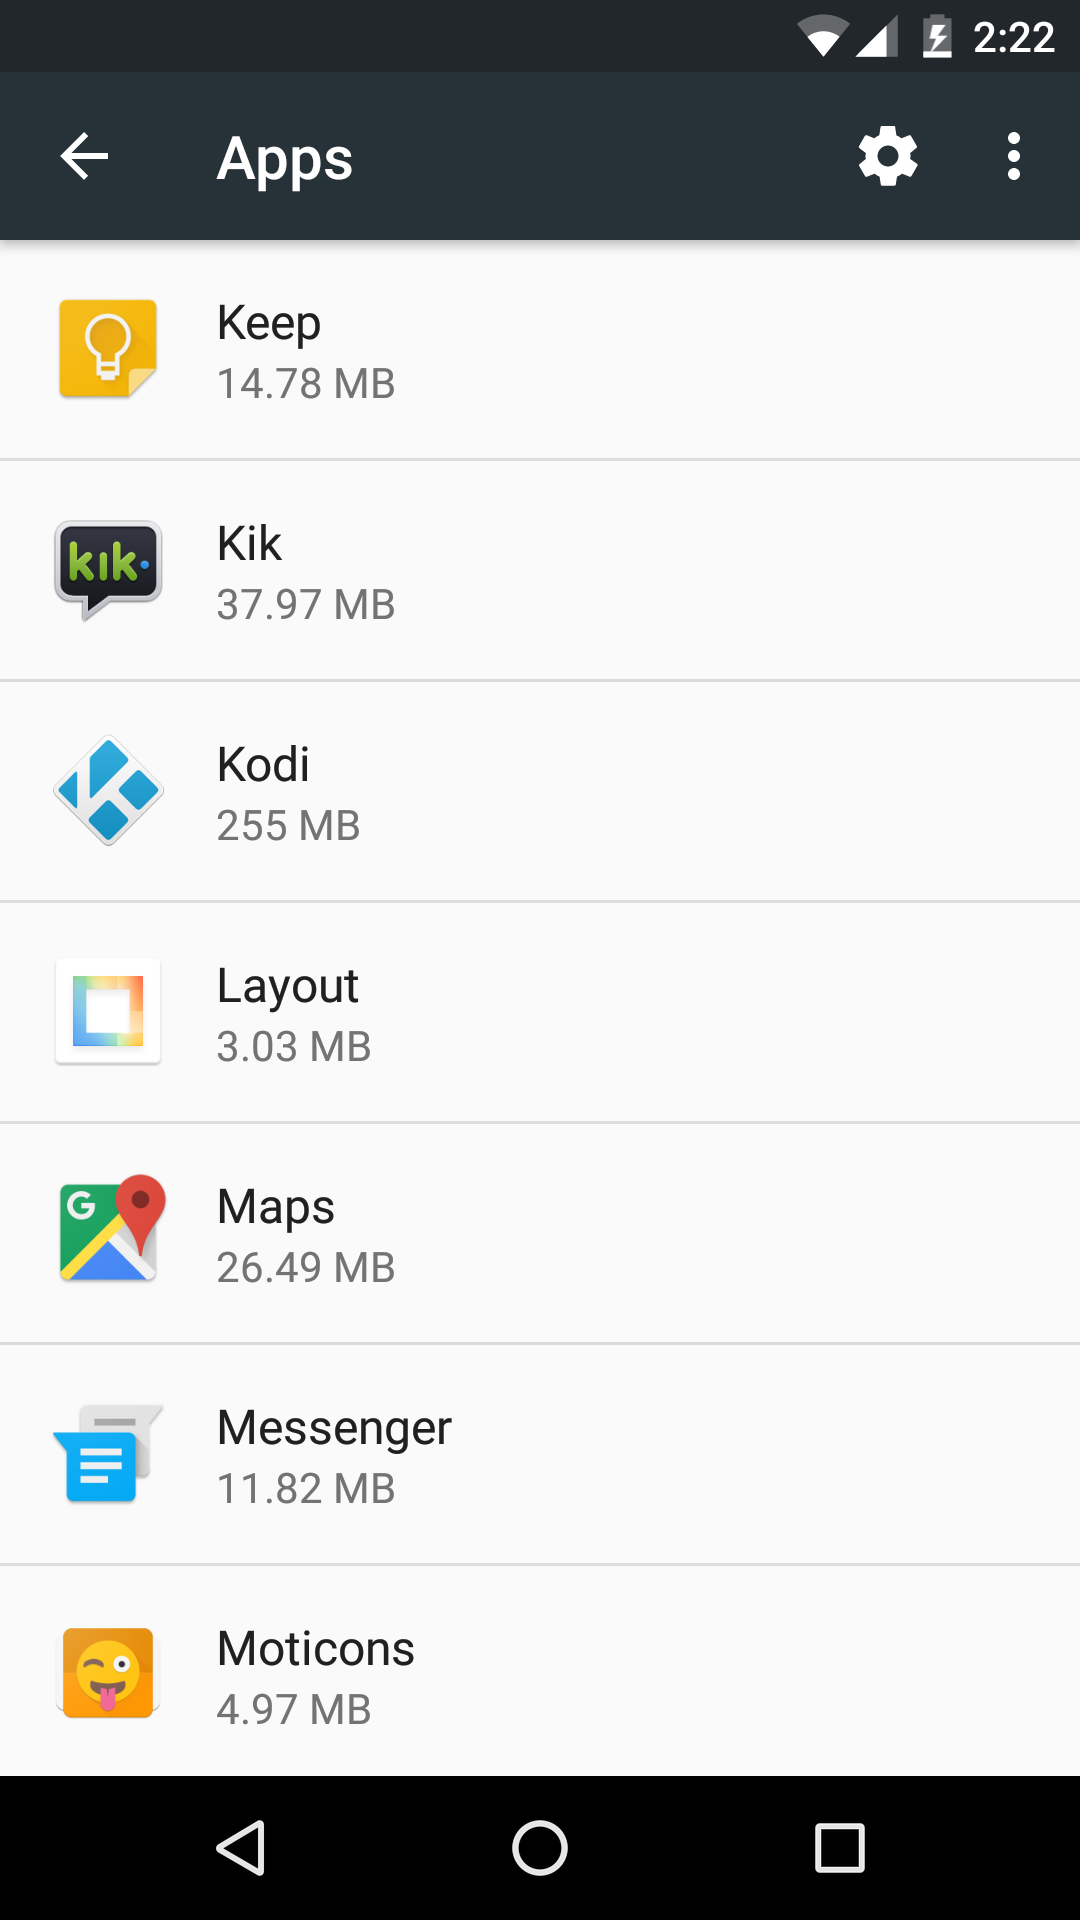 2:22
Apps
Keep
14.78 MB
kik.
Kik
37.97 MB
Kodi
255 MB
Layout
3.03 MB
G
Maps
26.49 MB
Messenger
11.82 MB
Moticons
4.97 MB